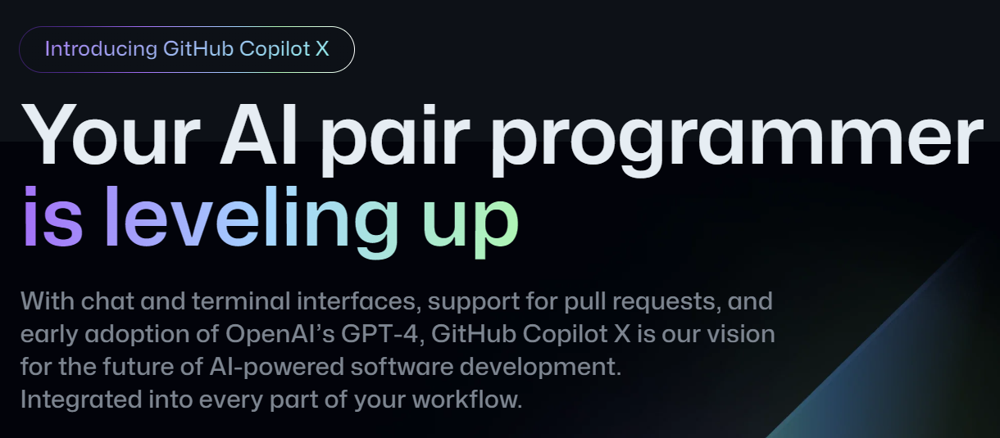 Introducing GitHub Copilot X
Your AI pair programmer
is leveling up
With chat and terminal interfaces, support for pull requests, and
early adoption of OpenAI’s GPT-4, GitHub Copilot X is our vision
for the future of AI-powered software development.
Integrated into every part of your workflow.